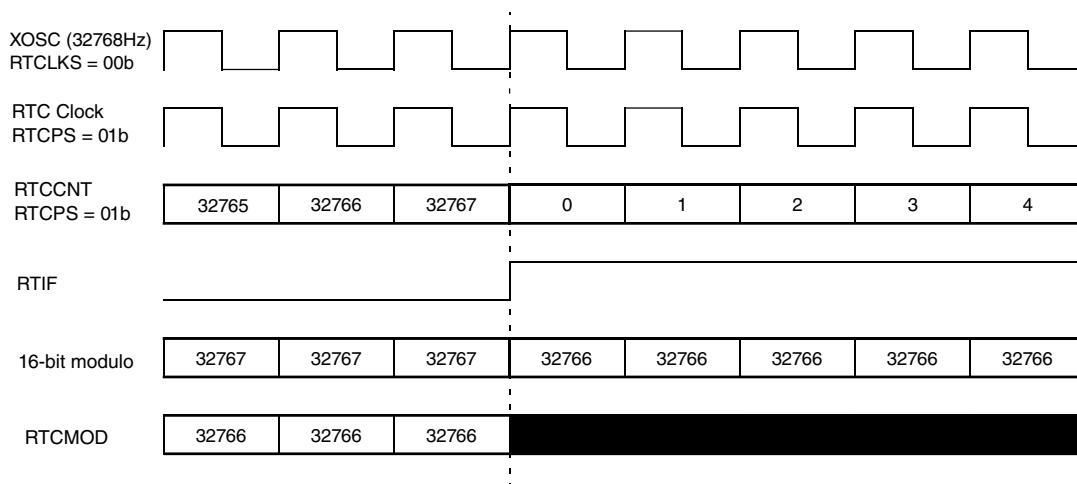 XOSC (32768Hz)
RTCLKS = 00b
RTC Clock
RTCPS = 01b
RTCCNT
RTCPS = 01b
32765 32766 32767 0 1 2 3 4
RTIF
16-bit modulo 32767 32767 32767 32766 32766 32766 32766 32766
RTCMOD 32766 32766 32766